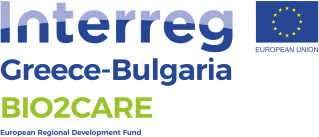 Interreg
EUROPEAN UNION
Greece-Bulgaria
BIO2CARE
European Regional Development Fund